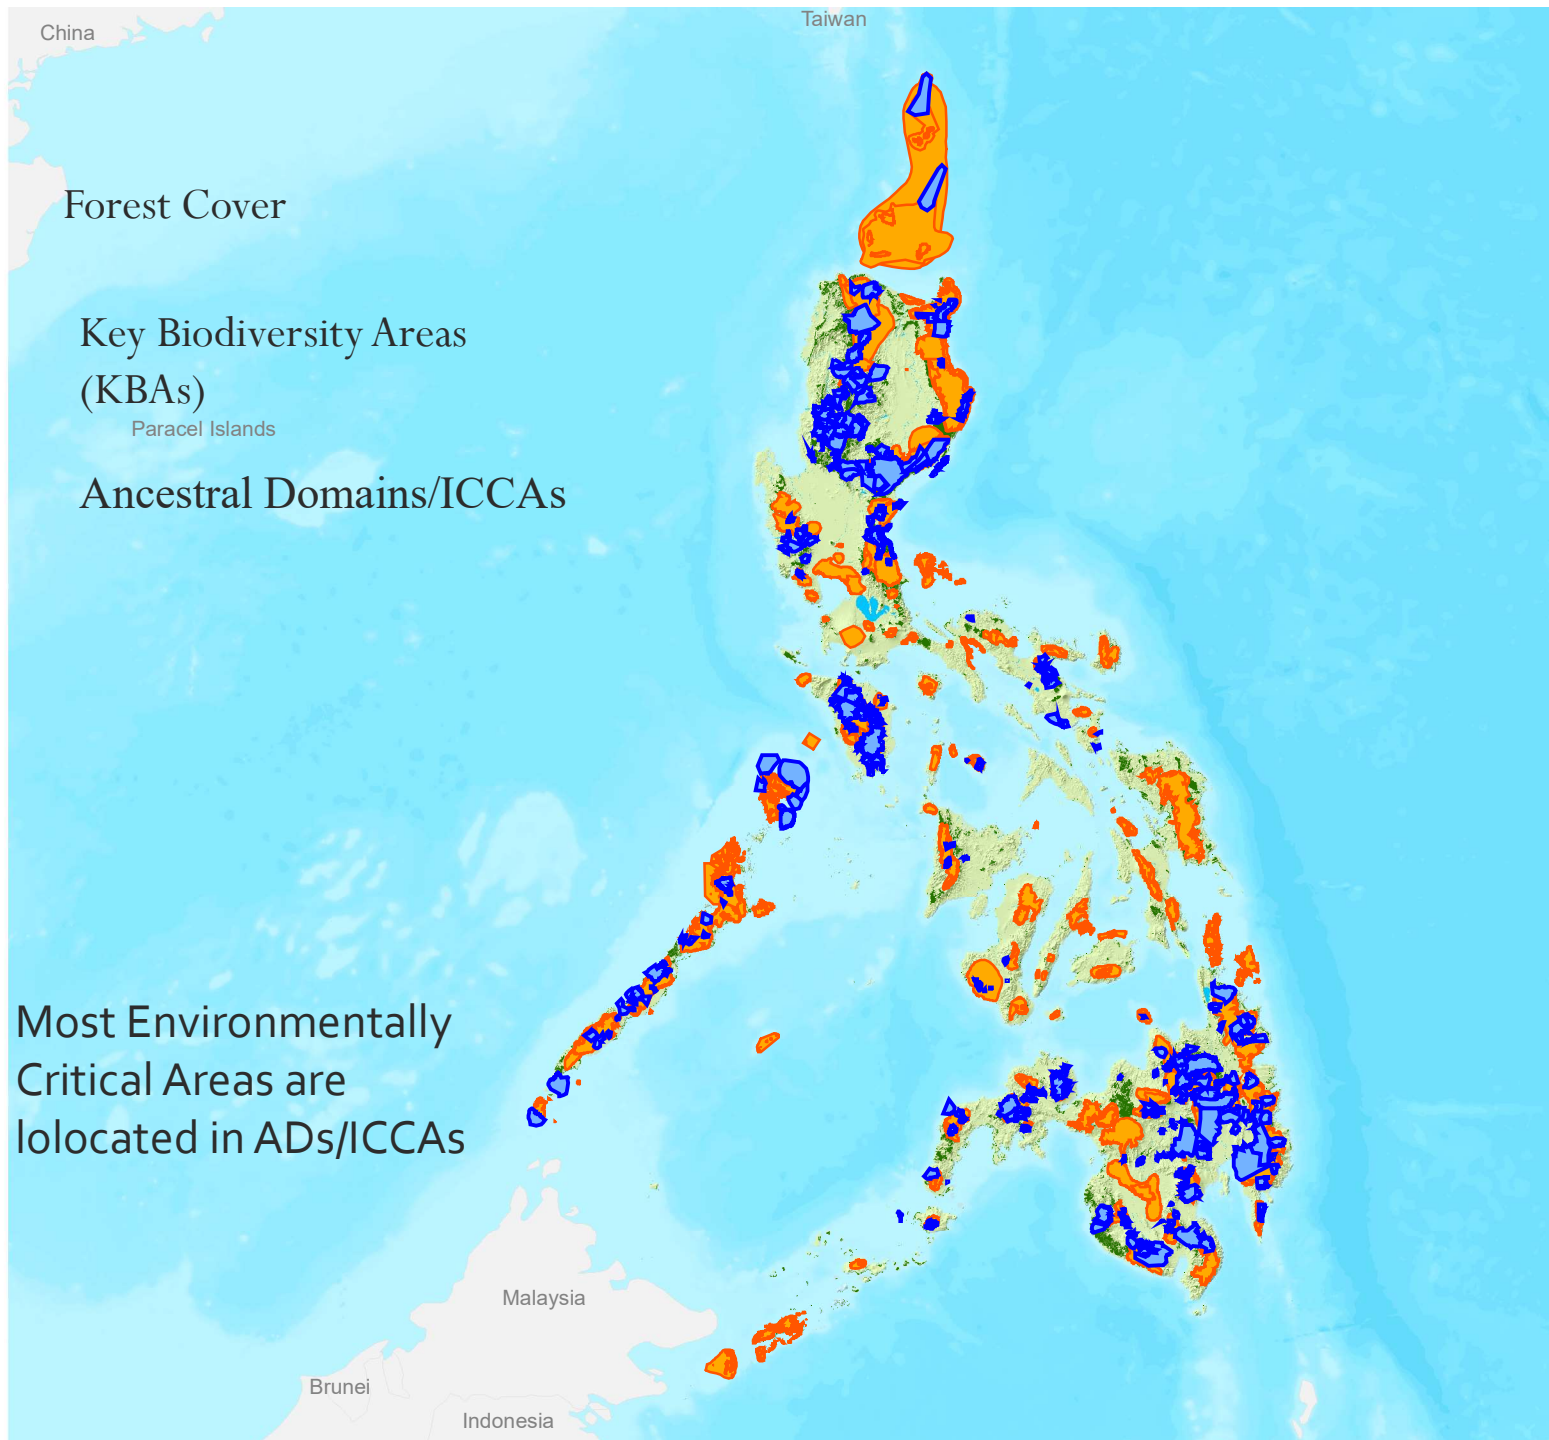 China
Taiwan
Forest Cover
Key Biodiversity Areas
(KBAs)
Paracel Islands
Ancestral Domains/ICCAs
Most Environmentally
Critical Areas are
lolocated in ADs/ICCAs
Malaysia
Brunei
Indonesia